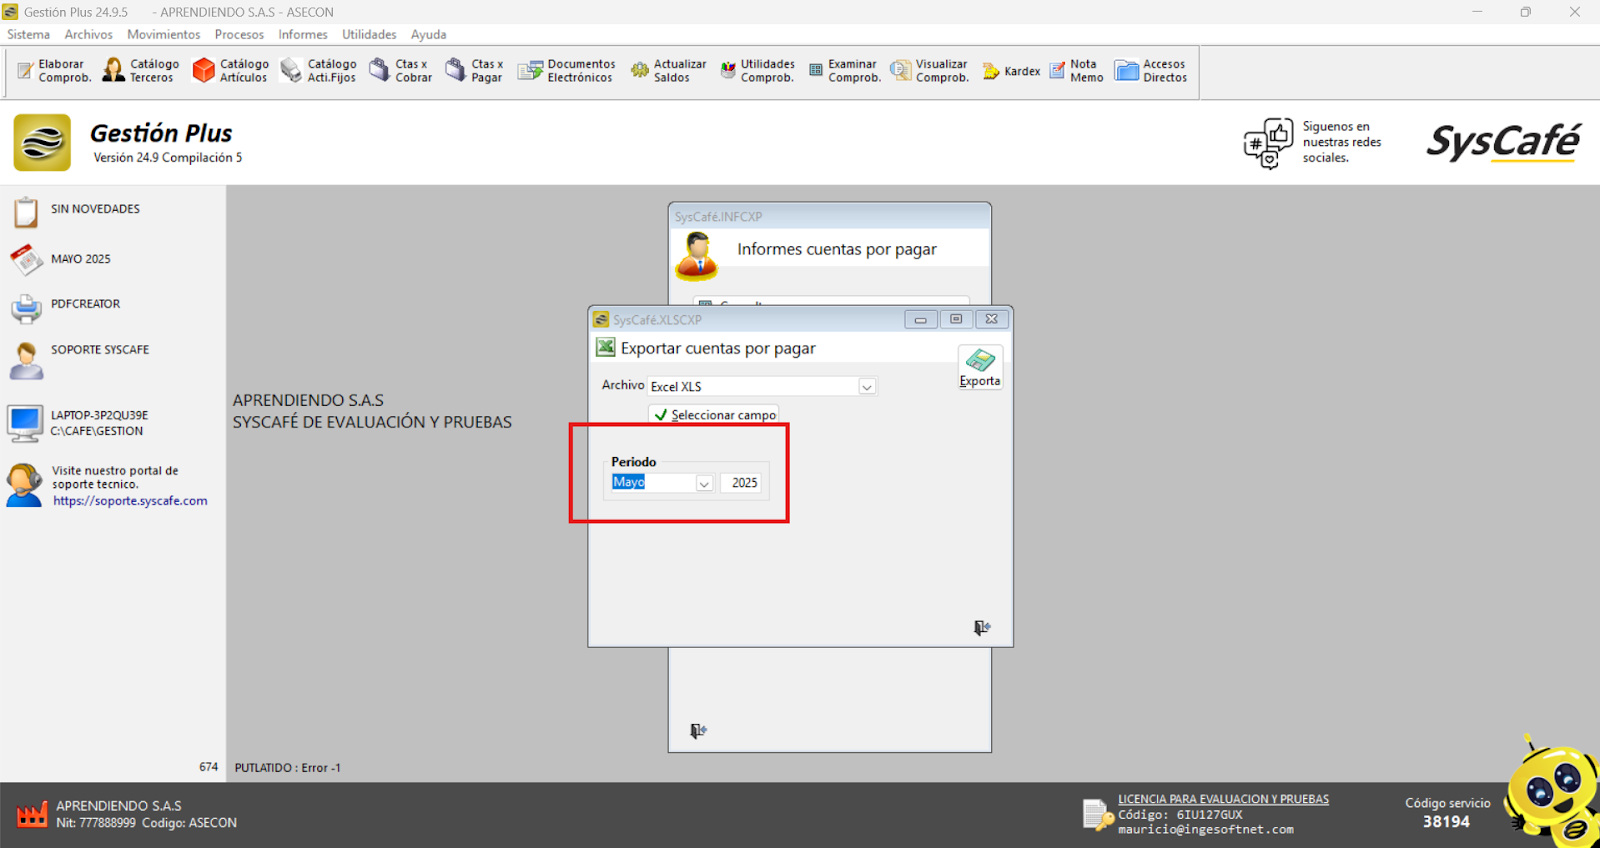 Gestión Plus 24.9.5 - APRENDIENDO S.A.S - ASECON
Sistema Archivos Movimientos Procesos Informes Utilidades Ayuda
Elaborar Comprob.
Catálogo Terceros
Catálogo Artículos
Catálogo Acti.Fijos
Ctas x Cobrar
Ctas x Pagar
Documentos Electrónicos
Actualizar Saldos
Utilidades Comprob.
Examinar Comprob.
Visualizar Comprob.
Kardex
Nota Memo
Accesos Directos
Gestión Plus
Versión 24.9 Compilación 5
Siguenos en
nuestras redes
sociales.
SysCafé
SIN NOVEDADES
MAYO 2025
PDFCREATOR
SOPORTE SYSCAFE
LAPTOP-3P2QU39E
C:\CAFE\GESTION
Visite nuestro portal de
soporte tecnico.
https://soporte.syscafe.com
APRENDIENDO S.A.S
SYSCAFÉ DE EVALUACIÓN Y PRUEBAS
SysCafé.INFCXP
Informes cuentas por pagar
SysCafé.XLSCXP
Exportar cuentas por pagar
Exporta
Archivo Excel XLS
Seleccionar campo
Periodo
Mayo 2025
674 PUTLATIDO : Error -1
APRENDIENDO S.A.S
Nit: 777888999 Codigo: ASECON
LICENCIA PARA EVALUACION Y PRUEBAS
Código: 6IU127GUX
mauricio@ingesoftnet.com
Código servicio
38194